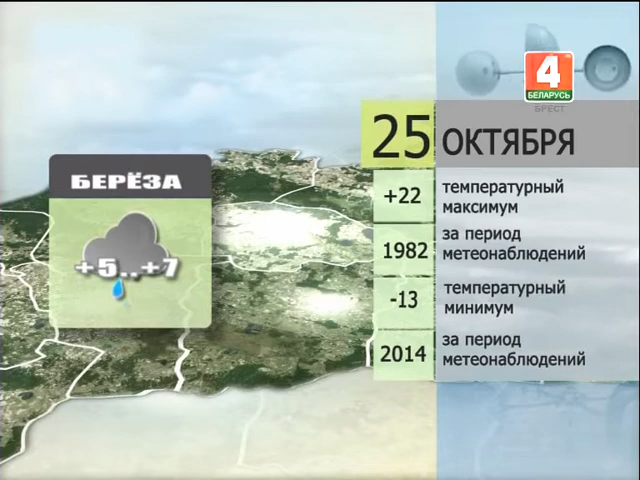 4
БЕЛАРУСЬ
БРЕСТ
БЕРЁЗА
+5..+7
25 ОКТЯБРЯ
+22 температурный
максимум
1982 за период
метеонаблюдений
-13 температурный
минимум
2014 за период
метеонаблюдений